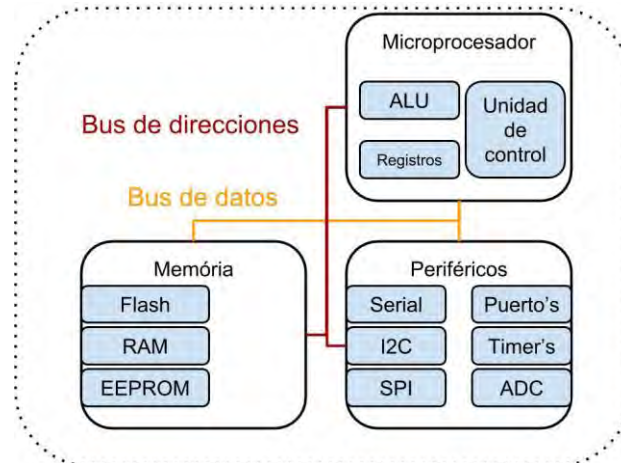 Microprocesador
ALU
Unidad
de
control
Registros
Bus de direcciones
Bus de datos
Memória
Flash
RAM
EEPROM
Periféricos
Serial
Puerto's
I2C
Timer's
SPI
ADC